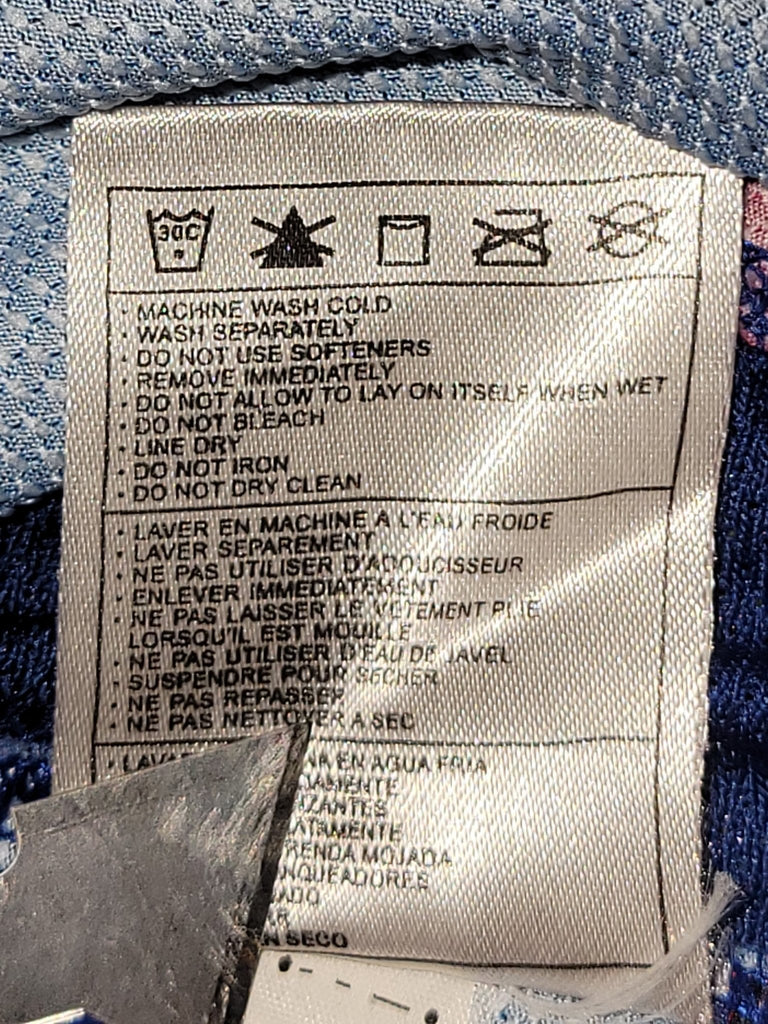 30C
· MACHINE WASH COLD
· WASH SEPARATELY
· DO NOT USE SOFTENERS
· REMOVE IMMEDIATELY
· DO NOT ALLOW TO LAY ON ITSELF WHEN WET
· DO NOT BLEACH
· LINE DRY
· DO NOT IRON
· DO NOT DRY CLEAN
· LAVER EN MACHINE A L'EAU FROIDE
· LAVER SEPAREMENT
· NE PAS UTILISER D'ADOUCISSEUR
· ENLEVER IMMEDIATEMENT
· NE PAS LAISSER LE VETEMENT PLIE
LORSQU'IL EST MOUILLE
· NE PAS UTILISER D'EAU DE JAVEL
· SUSPENDRE POUR SECHER
· NE PAS REPASSER
· NE PAS NETTOYER A SEC
EN AGUA FRIA
MOJADA
SECO